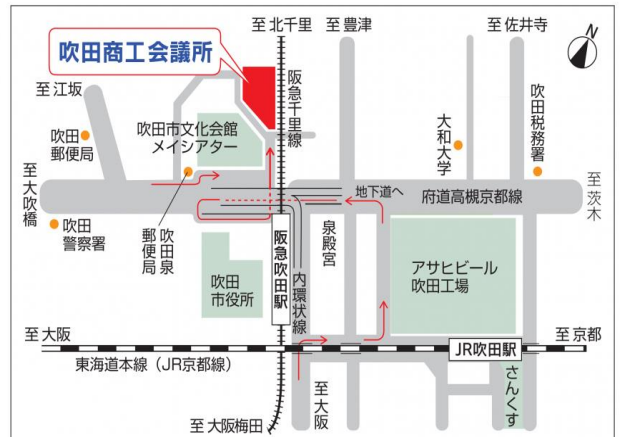 至北千里
至豊津
至佐井寺
吹田商工会議所
至江坂
阪急千里線
吹田市文化会館
メイシアター
吹田
郵便局
大和大学
吹田税務署
至大吹橋
地下道へ
府道高槻京都線
至茨木
吹田
警察署
吹田泉
郵便局
吹田
市役所
阪急吹田駅
内環状線
泉殿宮
アサヒビール
吹田工場
至大阪
JR吹田駅
至京都
東海道本線（JR京都線）
さんくす
至大阪
至大阪梅田